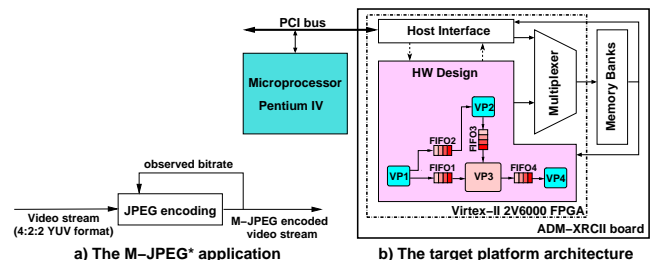 PCI bus
Host Interface
Microprocessor
Pentium IV
HW Design
Multiplexer
Memory Banks
VP2
FIFO2
FIFO3
VP1
FIFO1
VP3
FIFO4
VP4
Virtex–II 2V6000 FPGA
ADM–XRCII board
observed bitrate
JPEG encoding
Video stream
(4:2:2 YUV format)
M–JPEG encoded
video stream
a) The M–JPEG* application
b) The target platform architecture